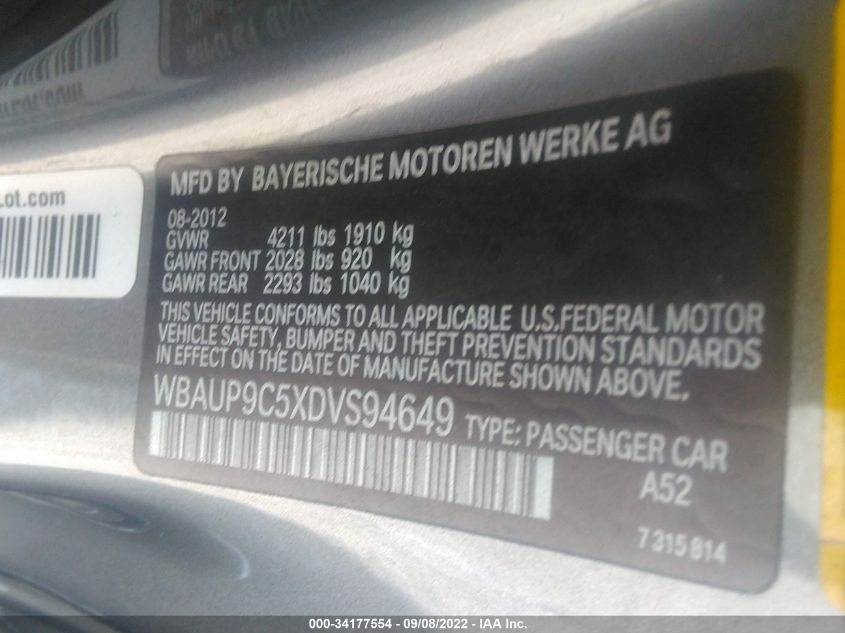 Lot.com
MFD BY BAYERISCHE MOTOREN WERKE AG
08-2012
GVWR 4211 lbs 1910 kg
GAWR FRONT 2028 lbs 920 kg
GAWR REAR 2293 lbs 1040 kg
THIS VEHICLE CONFORMS TO ALL APPLICABLE U.S.FEDERAL MOTOR
VEHICLE SAFETY, BUMPER AND THEFT PREVENTION STANDARDS
IN EFFECT ON THE DATE OF MANUFACTURE SHOWN ABOVE.
WBAUP9C5XDVS94649 TYPE: PASSENGER CAR
A52
7315814
000-34177554 - 09/08/2022 - IAA Inc.